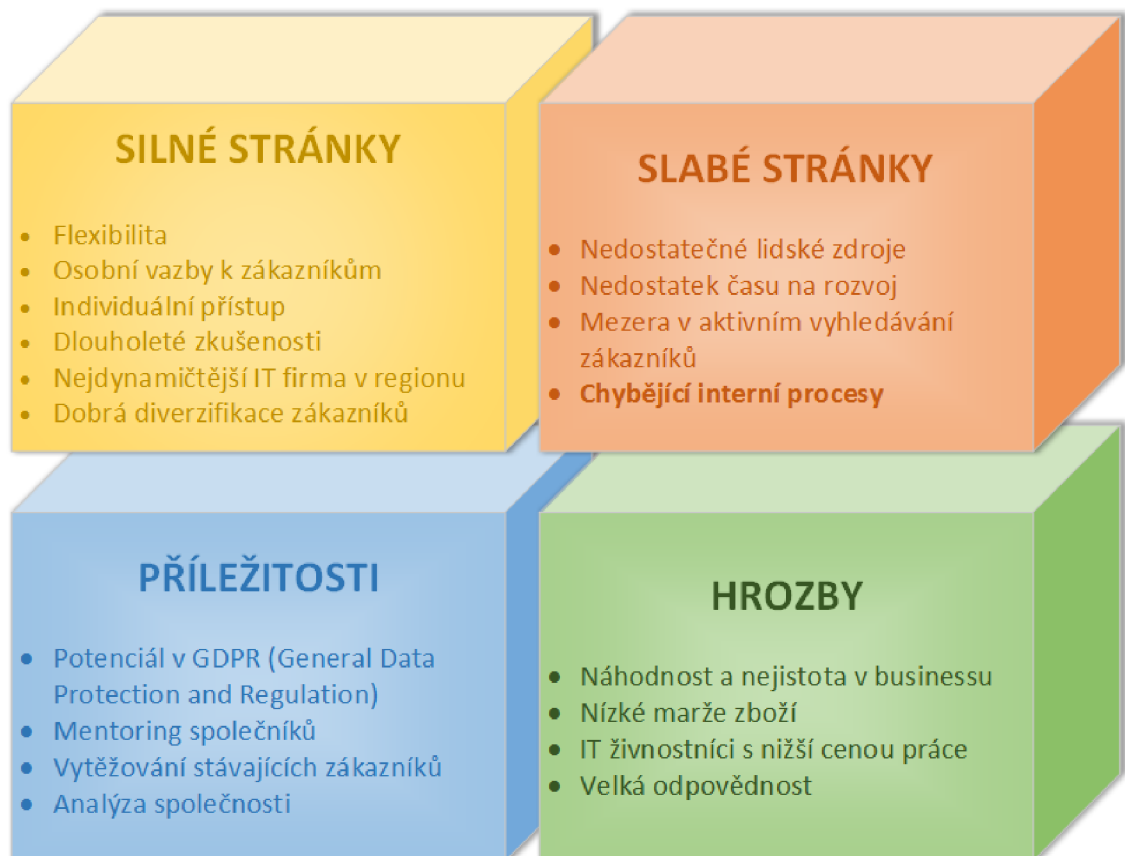 SILNÉ STRÁNKY
• Flexibilita
• Osobní vazby k zákazníkům
• Individuální přístup
• Dlouholeté zkušenosti
• Nejdynamičtější IT firma v regionu
• Dobrá diverzifikace zákazníků
SLABÉ STRÁNKY
• Nedostatečné lidské zdroje
• Nedostatek času na rozvoj
• Mezera v aktivním vyhledávání
zákazníků
• Chybějící interní procesy
PŘÍLEŽITOSTI
• Potenciál v GDPR (General Data
Protection and Regulation)
• Mentoring společníků
• Vytěžování stávajících zákazníků
• Analýza společnosti
HROZBY
• Náhodnost a nejistota v businessu
• Nízké marže zboží
• IT živnostníci s nižší cenou práce
• Velká odpovědnost